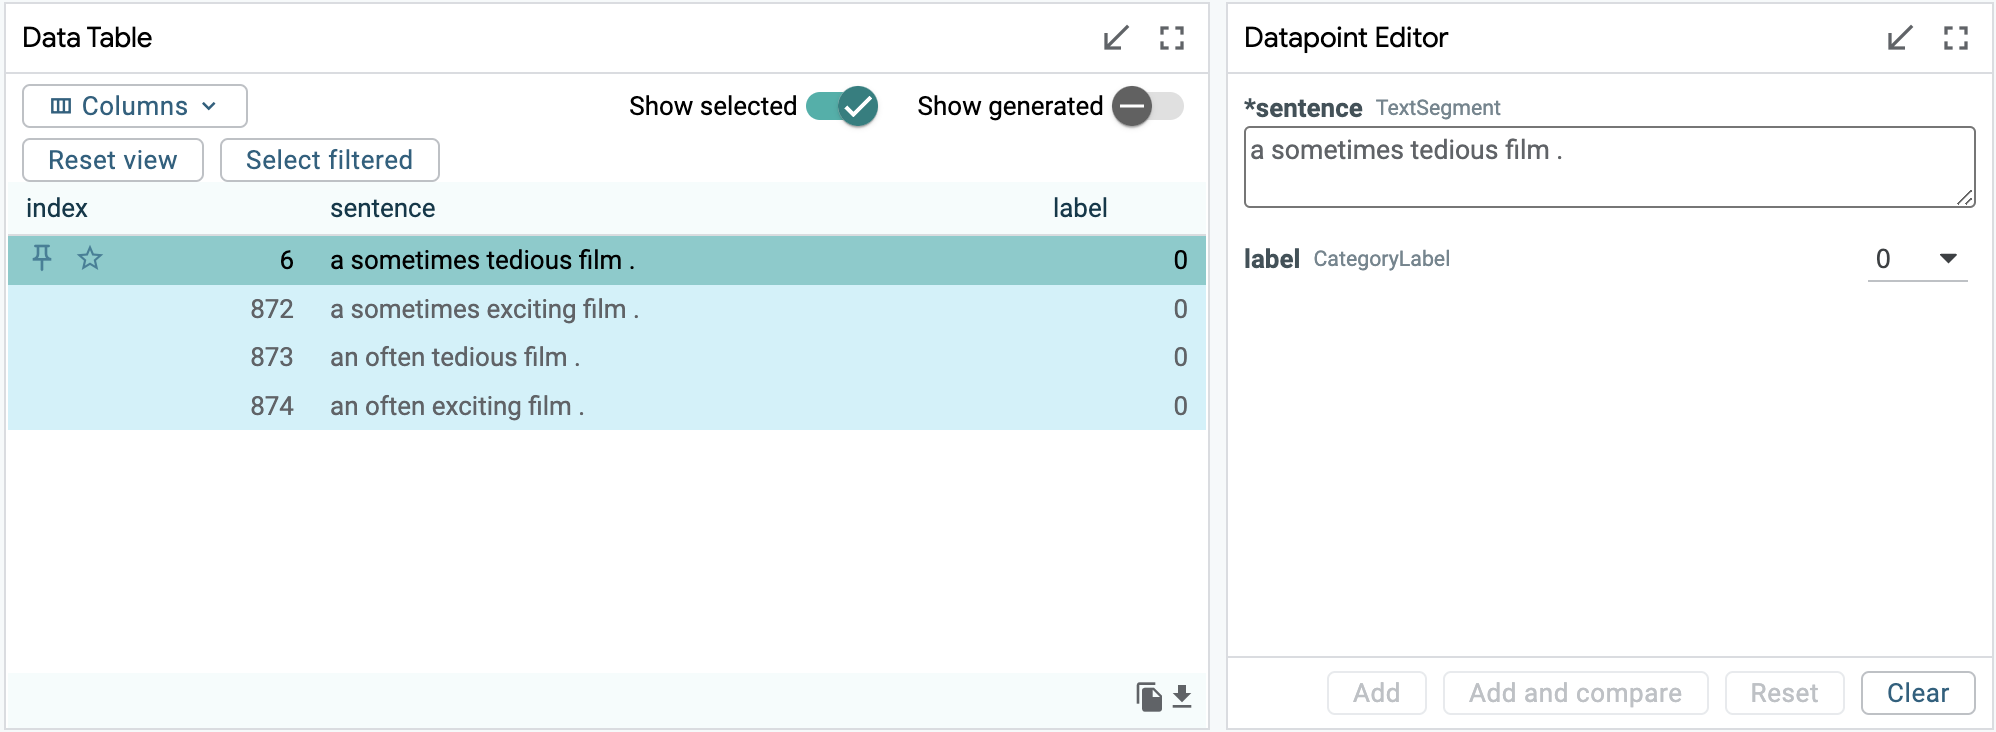 Data Table
Columns
Show selected
Show generated
Reset view
Select filtered
index sentence label
6 a sometimes tedious film . 0
872 a sometimes exciting film . 0
873 an often tedious film . 0
874 an often exciting film . 0
Datapoint Editor
*sentence TextSegment
a sometimes tedious film .
label CategoryLabel 0
Add
Add and compare
Reset
Clear